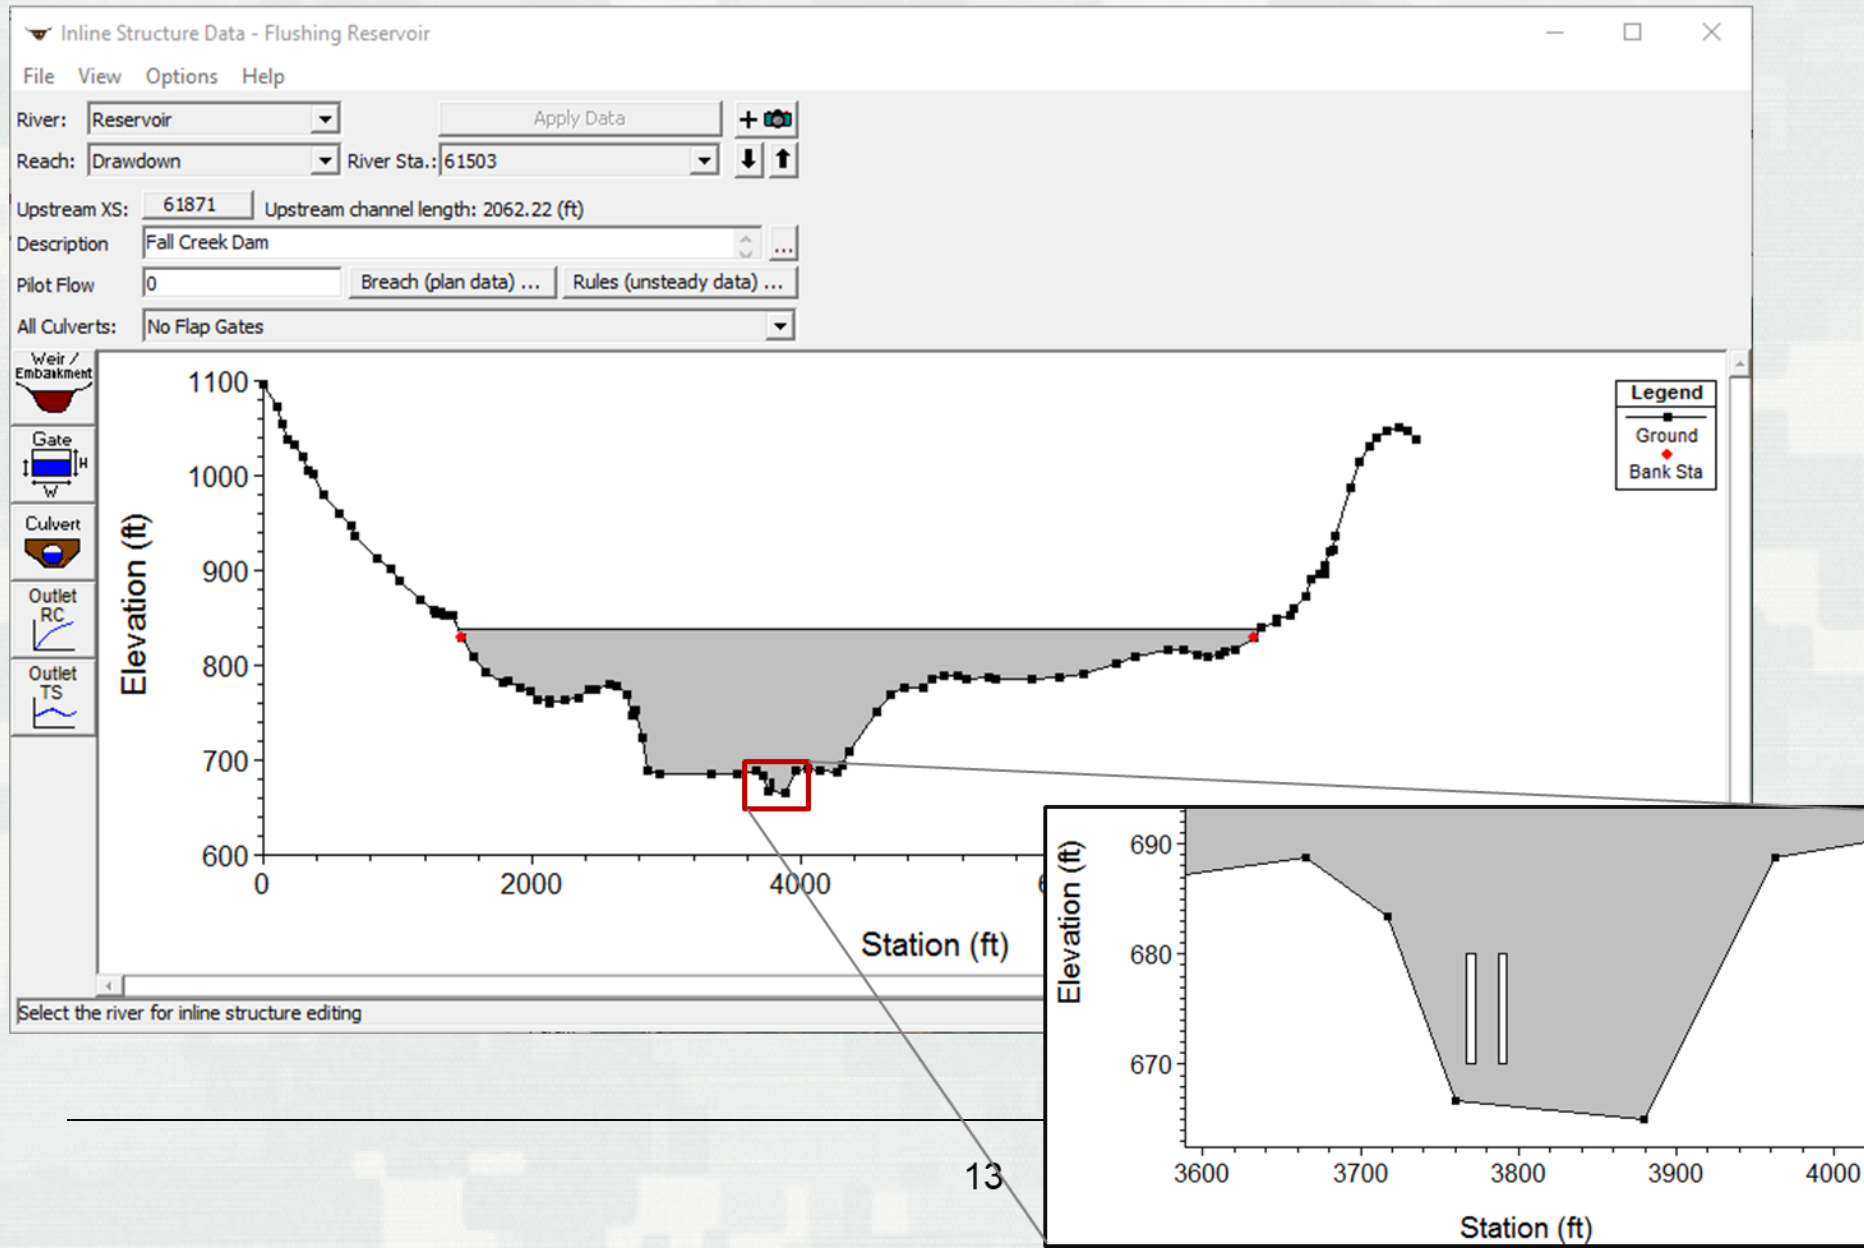 Inline Structure Data - Flushing Reservoir
File View Options Help
River: Reservoir Apply Data
Reach: Drawdown River Sta.: 61503
Upstream XS: 61871 Upstream channel length: 2062.22 (ft)
Description Fall Creek Dam ...
Pilot Flow 0 Breach (plan data) ... Rules (unsteady data) ...
All Culverts: No Flap Gates
Weir /
Embankment
Gate
H
W
Culvert
Outlet
RC
Outlet
TS
Elevation (ft)
1100
1000
900
800
700
600
0 2000 4000
Station (ft)
Legend
Ground
Bank Sta
Select the river for inline structure editing
Elevation (ft)
690
680
670
3600 3700 3800 3900 4000
Station (ft)
13